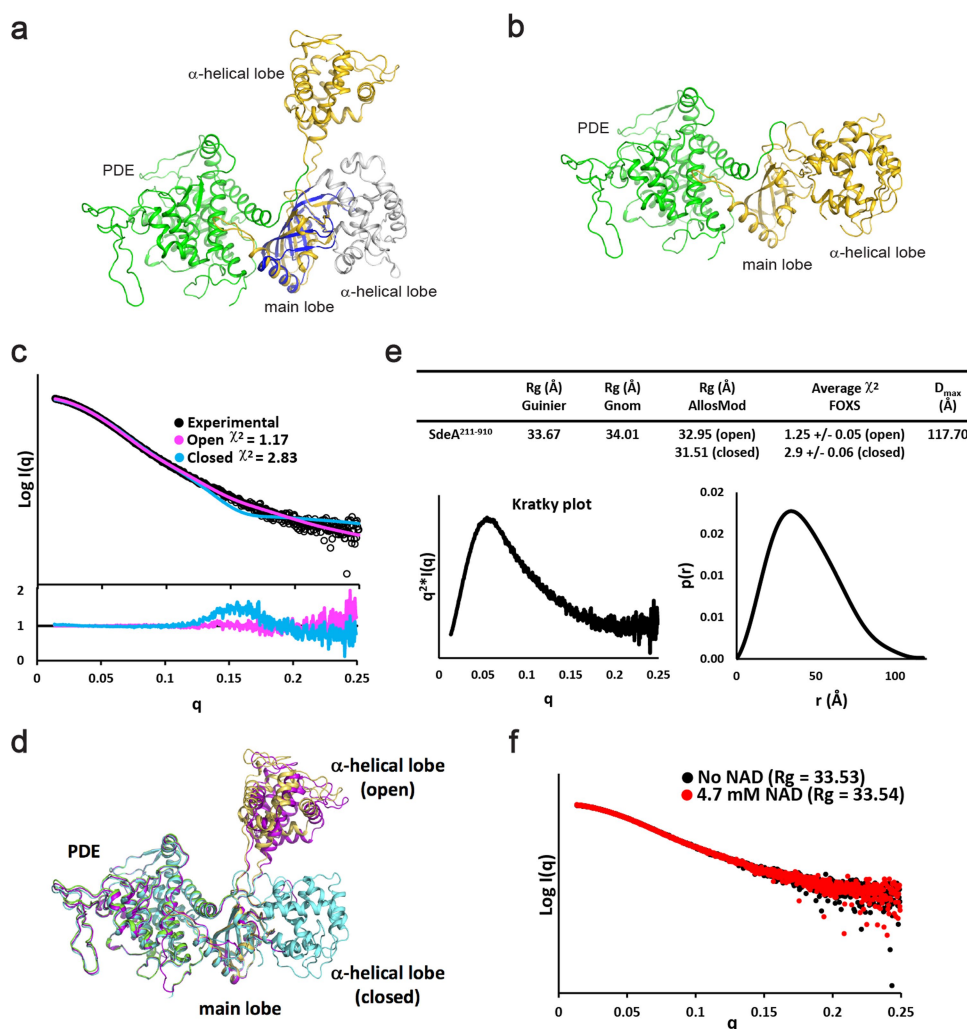 a
α-helical lobe
PDE
α-helical lobe
main lobe
b
PDE
main lobe
α-helical lobe
c
Log I(q)
Experimental
Open χ² = 1.17
Closed χ² = 2.83
2
1
0
0 0.05 0.1 0.15 0.2 0.25
q
d
α-helical lobe
(open)
PDE
α-helical lobe
(closed)
main lobe
e
Rg (Å) Rg (Å) Rg (Å) Average χ² Dmax
Guinier Gnom AllosMod FOXS (Å)
SdeA²¹¹⁻⁹¹⁰ 33.67 34.01 32.95 (open) 1.25 +/- 0.05 (open) 117.70
31.51 (closed) 2.9 +/- 0.06 (closed)
Kratky plot
q²*I(q)
0 0.05 0.1 0.15 0.2 0.25
q
p(r)
0.02
0.02
0.01
0.01
0.00
0 50 100
r (Å)
f
No NAD (Rg = 33.53)
4.7 mM NAD (Rg = 33.54)
Log I(q)
0 0.05 0.1 0.15 0.2 0.25
q